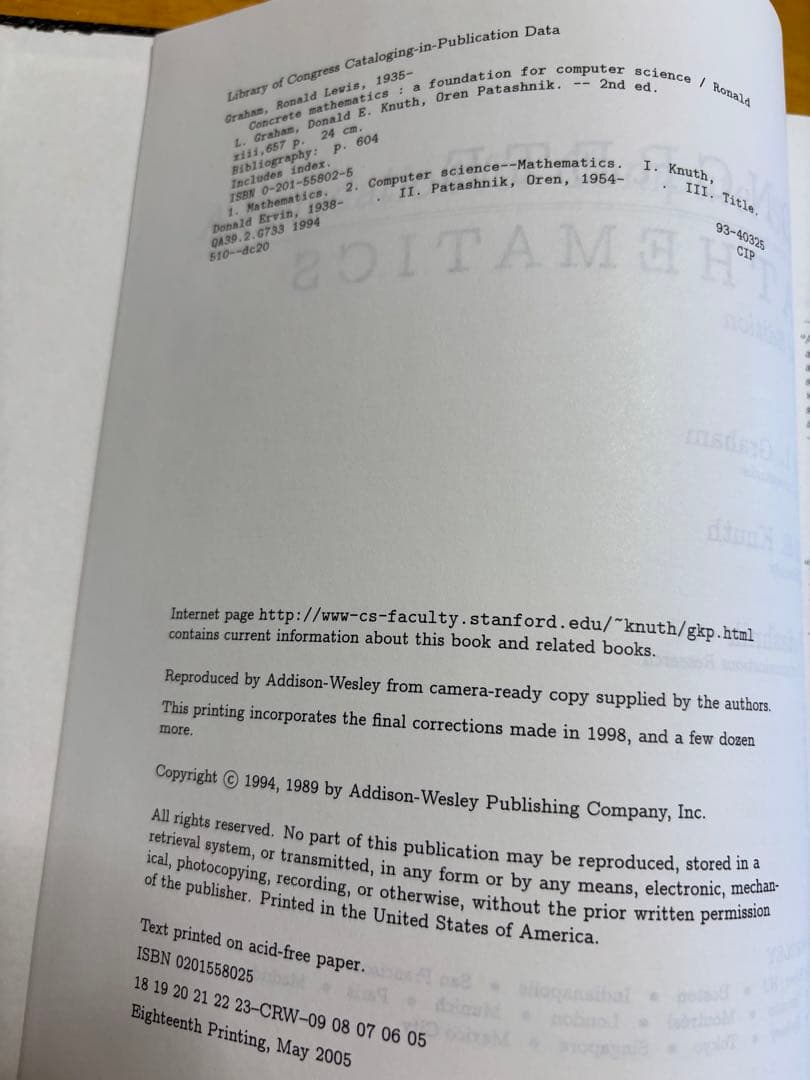 Library of Congress Cataloging-in-Publication Data
Graham, Ronald Lewis, 1935-
Concrete mathematics : a foundation for computer science / Ronald
L. Graham, Donald E. Knuth, Oren Patashnik. -- 2nd ed.
xiii,657 p. 24 cm.
Bibliography: p. 604
Includes index.
ISBN 0-201-55802-5
1. Mathematics. 2. Computer science--Mathematics. I. Knuth,
Donald Ervin, 1938- . II. Patashnik, Oren, 1954- . III. Title.
QA39.2.G733 1994
510--dc20
93-40325
CIP
Internet page http://www-cs-faculty.stanford.edu/~knuth/gkp.html
contains current information about this book and related books.
Reproduced by Addison-Wesley from camera-ready copy supplied by the authors.
This printing incorporates the final corrections made in 1998, and a few dozen
more.
Copyright © 1994, 1989 by Addison-Wesley Publishing Company, Inc.
All rights reserved. No part of this publication may be reproduced, stored in a
retrieval system, or transmitted, in any form or by any means, electronic, mechan-
ical, photocopying, recording, or otherwise, without the prior written permission
of the publisher. Printed in the United States of America.
Text printed on acid-free paper.
ISBN 0201558025
18 19 20 21 22 23–CRW–09 08 07 06 05
Eighteenth Printing, May 2005